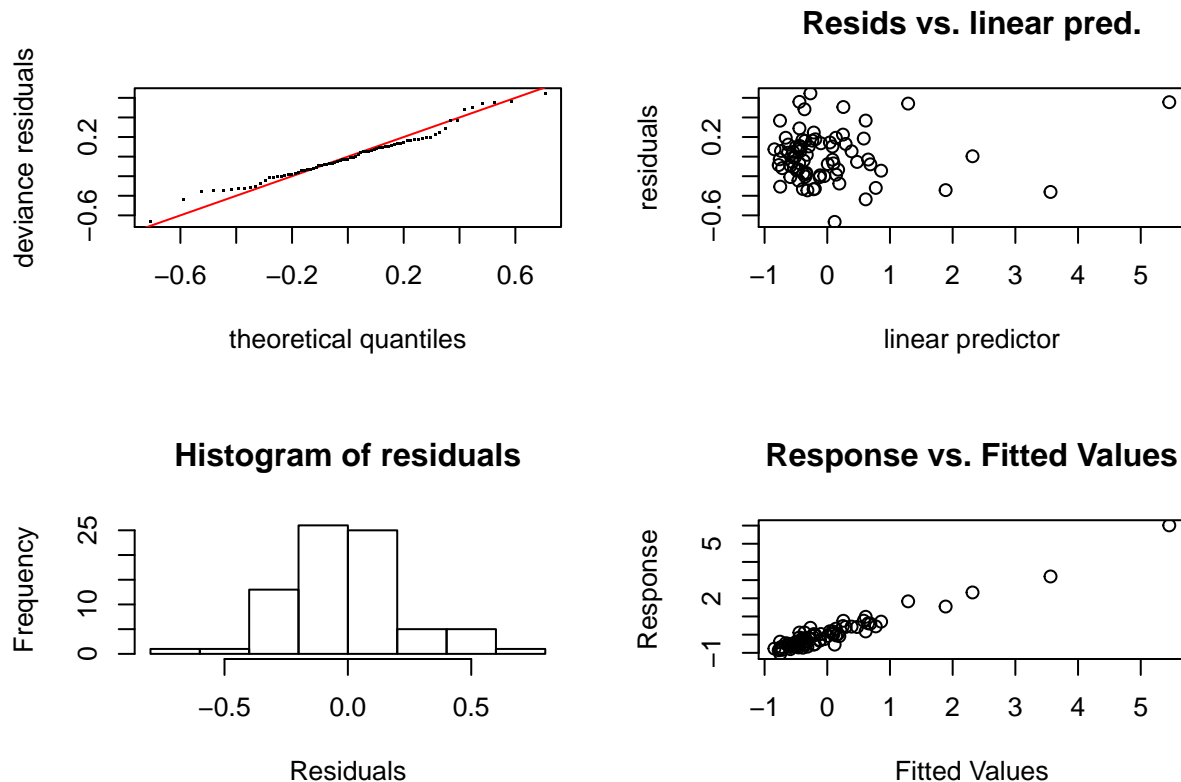 deviance residuals
−0.6
0.2
−0.6
−0.2
0.2
0.6
theoretical quantiles
Resids vs. linear pred.
residuals
−0.6
0.2
−1
0
1
2
3
4
5
linear predictor
Histogram of residuals
Frequency
0
10
25
−0.5
0.0
0.5
Residuals
Response vs. Fitted Values
Response
−1
2
5
−1
0
1
2
3
4
5
Fitted Values